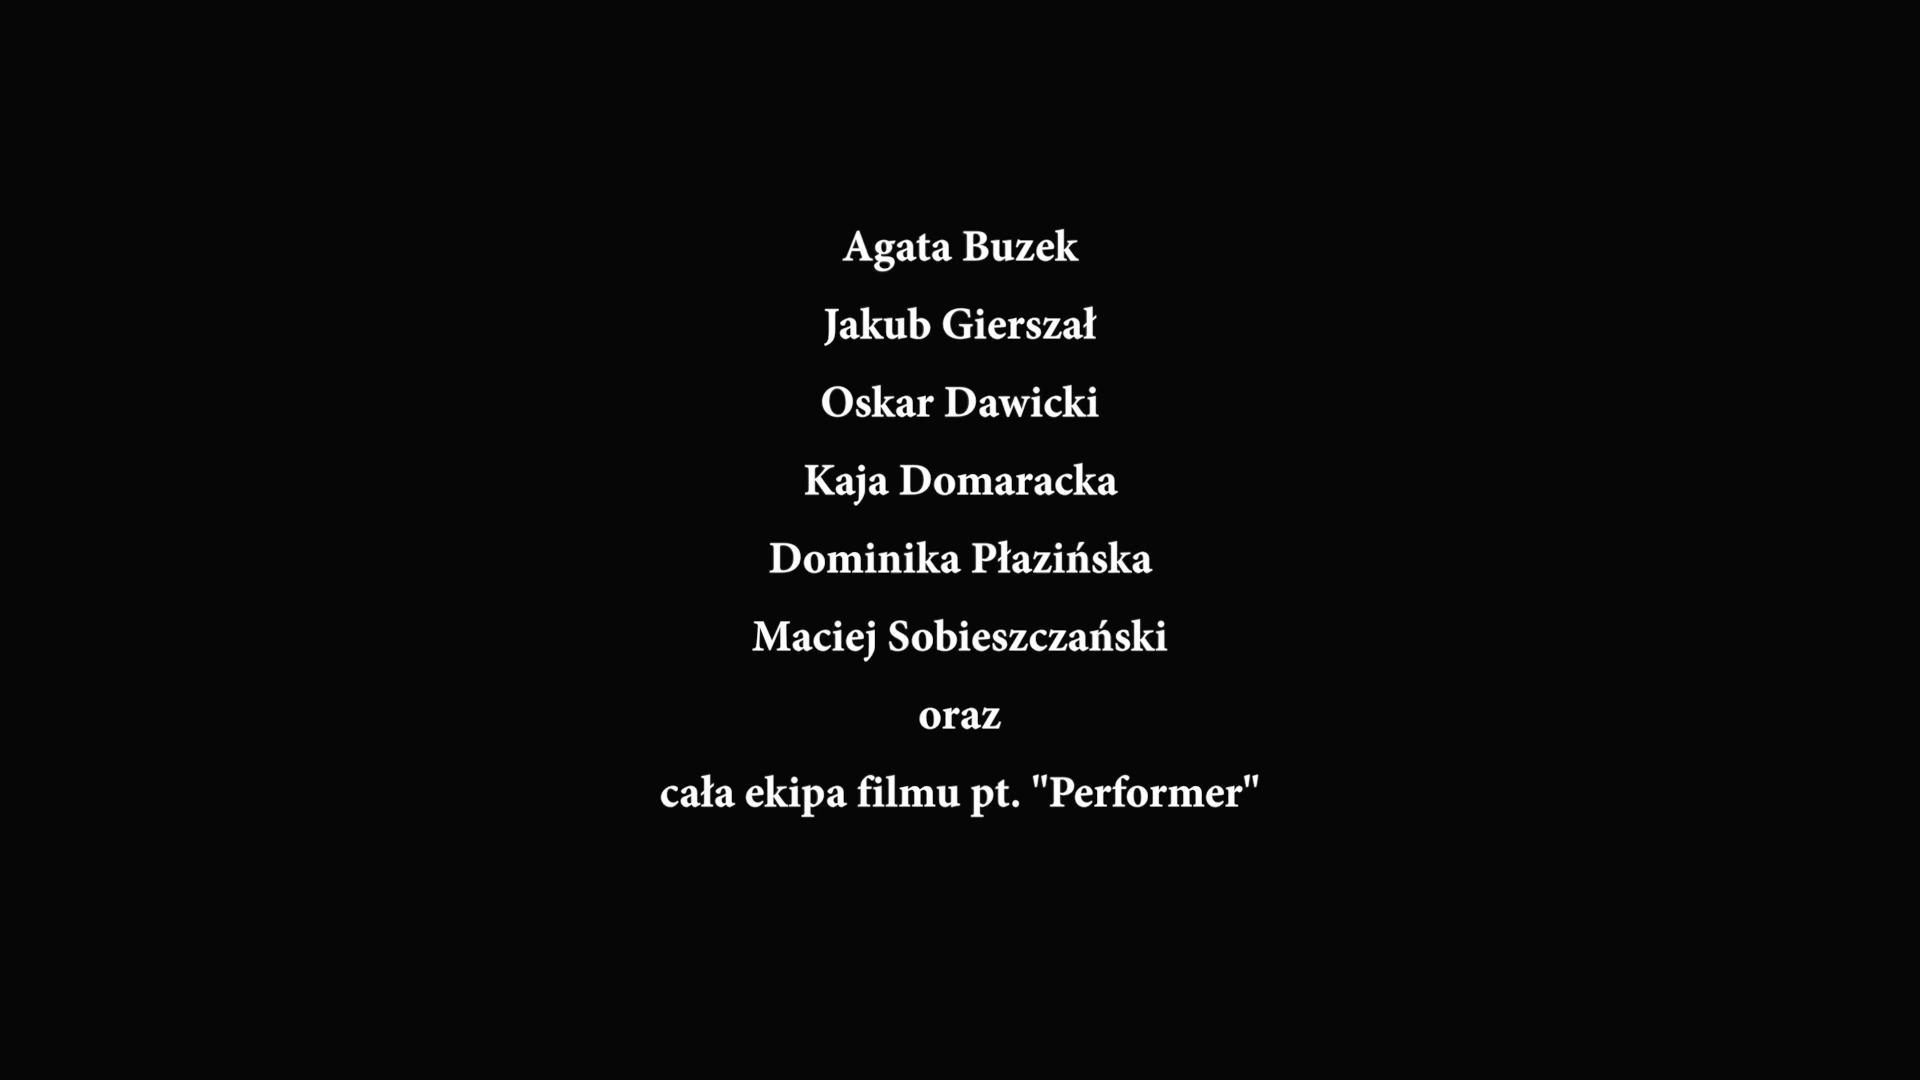 Agata Buzek
Jakub Gierszał
Oskar Dawicki
Kaja Domaracka
Dominika Płazińska
Maciej Sobieszczański
oraz
cała ekipa filmu pt. "Performer"